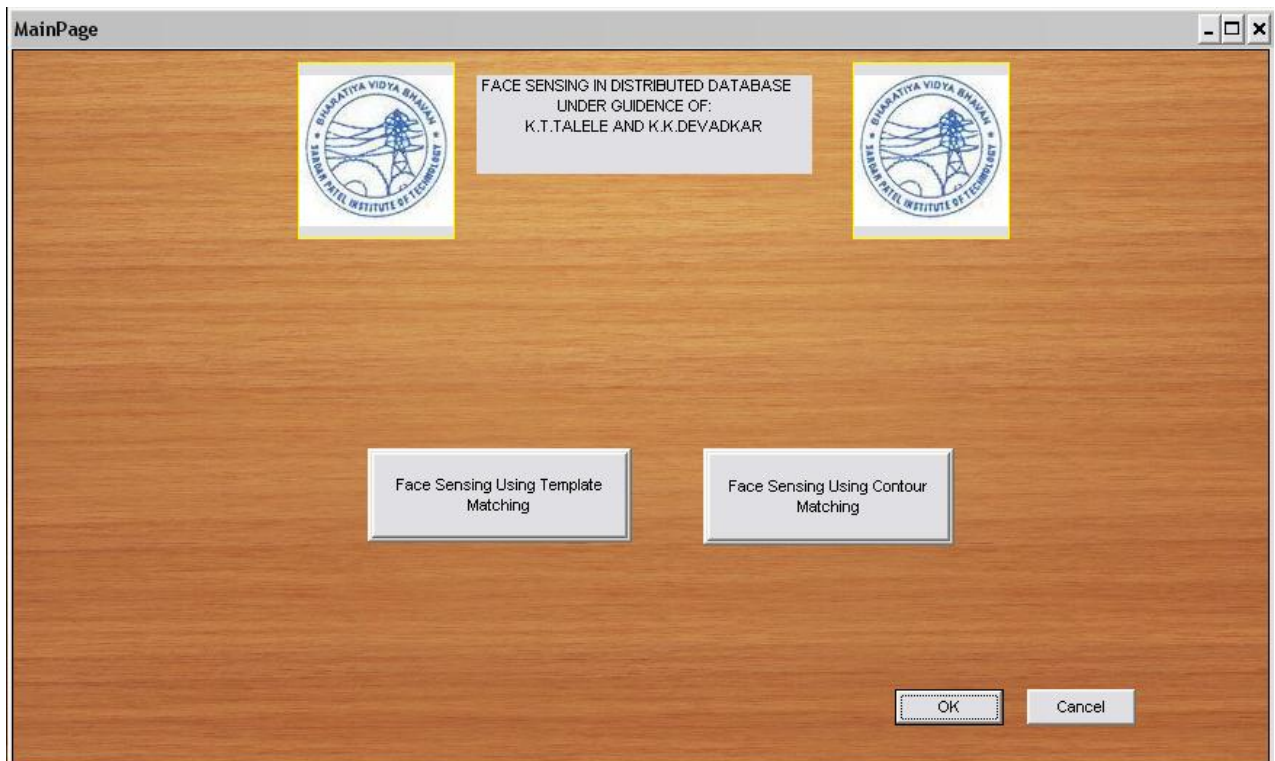 MainPage
BHARATIYA VIDYA BHAVAN
SARDAR PATEL INSTITUTE OF TECHNOLOGY
FACE SENSING IN DISTRIBUTED DATABASE
UNDER GUIDENCE OF:
K.T.TALELE AND K.K.DEVADKAR
BHARATIYA VIDYA BHAVAN
SARDAR PATEL INSTITUTE OF TECHNOLOGY
Face Sensing Using Template
Matching
Face Sensing Using Contour
Matching
OK
Cancel